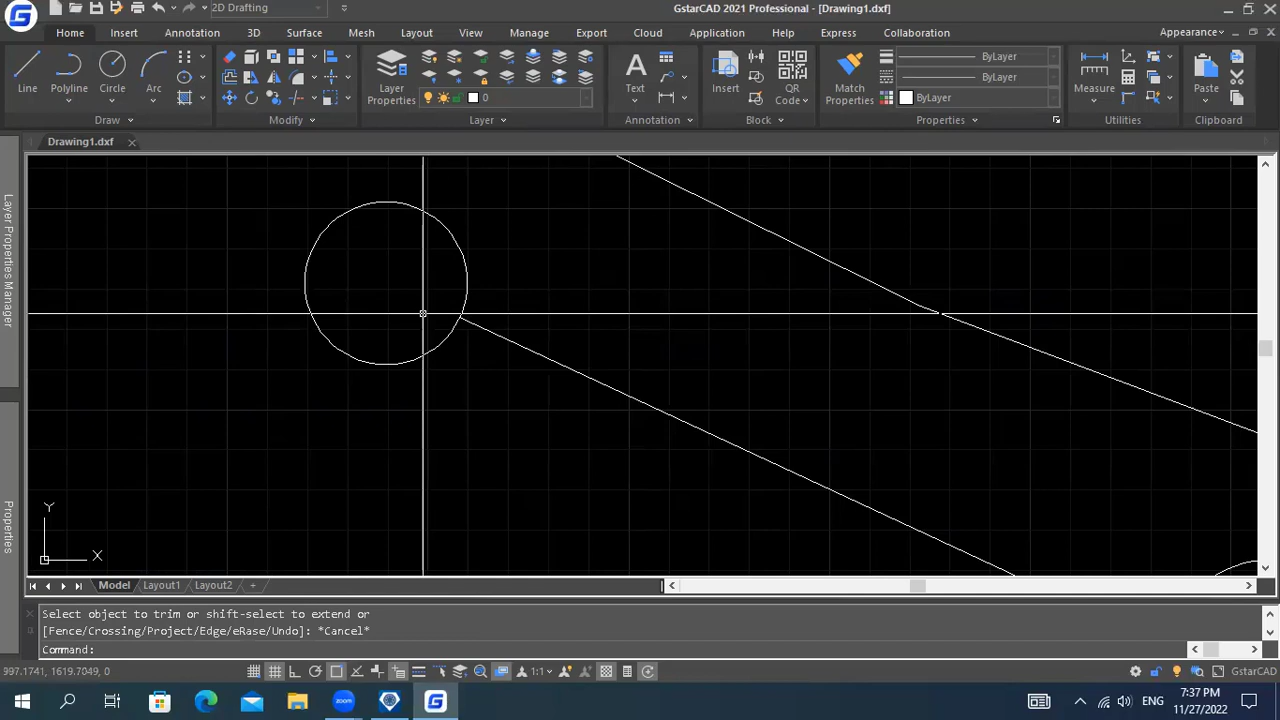 2D Drafting
GstarCAD 2021 Professional - [Drawing1.dxf]
Home Insert Annotation 3D Surface Mesh Layout View Manage Export Cloud Application Help Express Collaboration Appearance
Line Polyline Circle Arc Layer Properties Text Insert QR Code Match Properties Measure Paste
0 ByLayer ByLayer ByLayer
Draw Modify Layer Annotation Block Properties Utilities Clipboard
Drawing1.dxf
Layer Properties Manager
Properties
Y
X
Model Layout1 Layout2 +
Select object to trim or shift-select to extend or
[Fence/Crossing/Project/Edge/eRase/Undo]: *Cancel*
Command:
997.1741, 1619.7049, 0 1:1 GstarCAD
zoom ENG 7:37 PM
11/27/2022